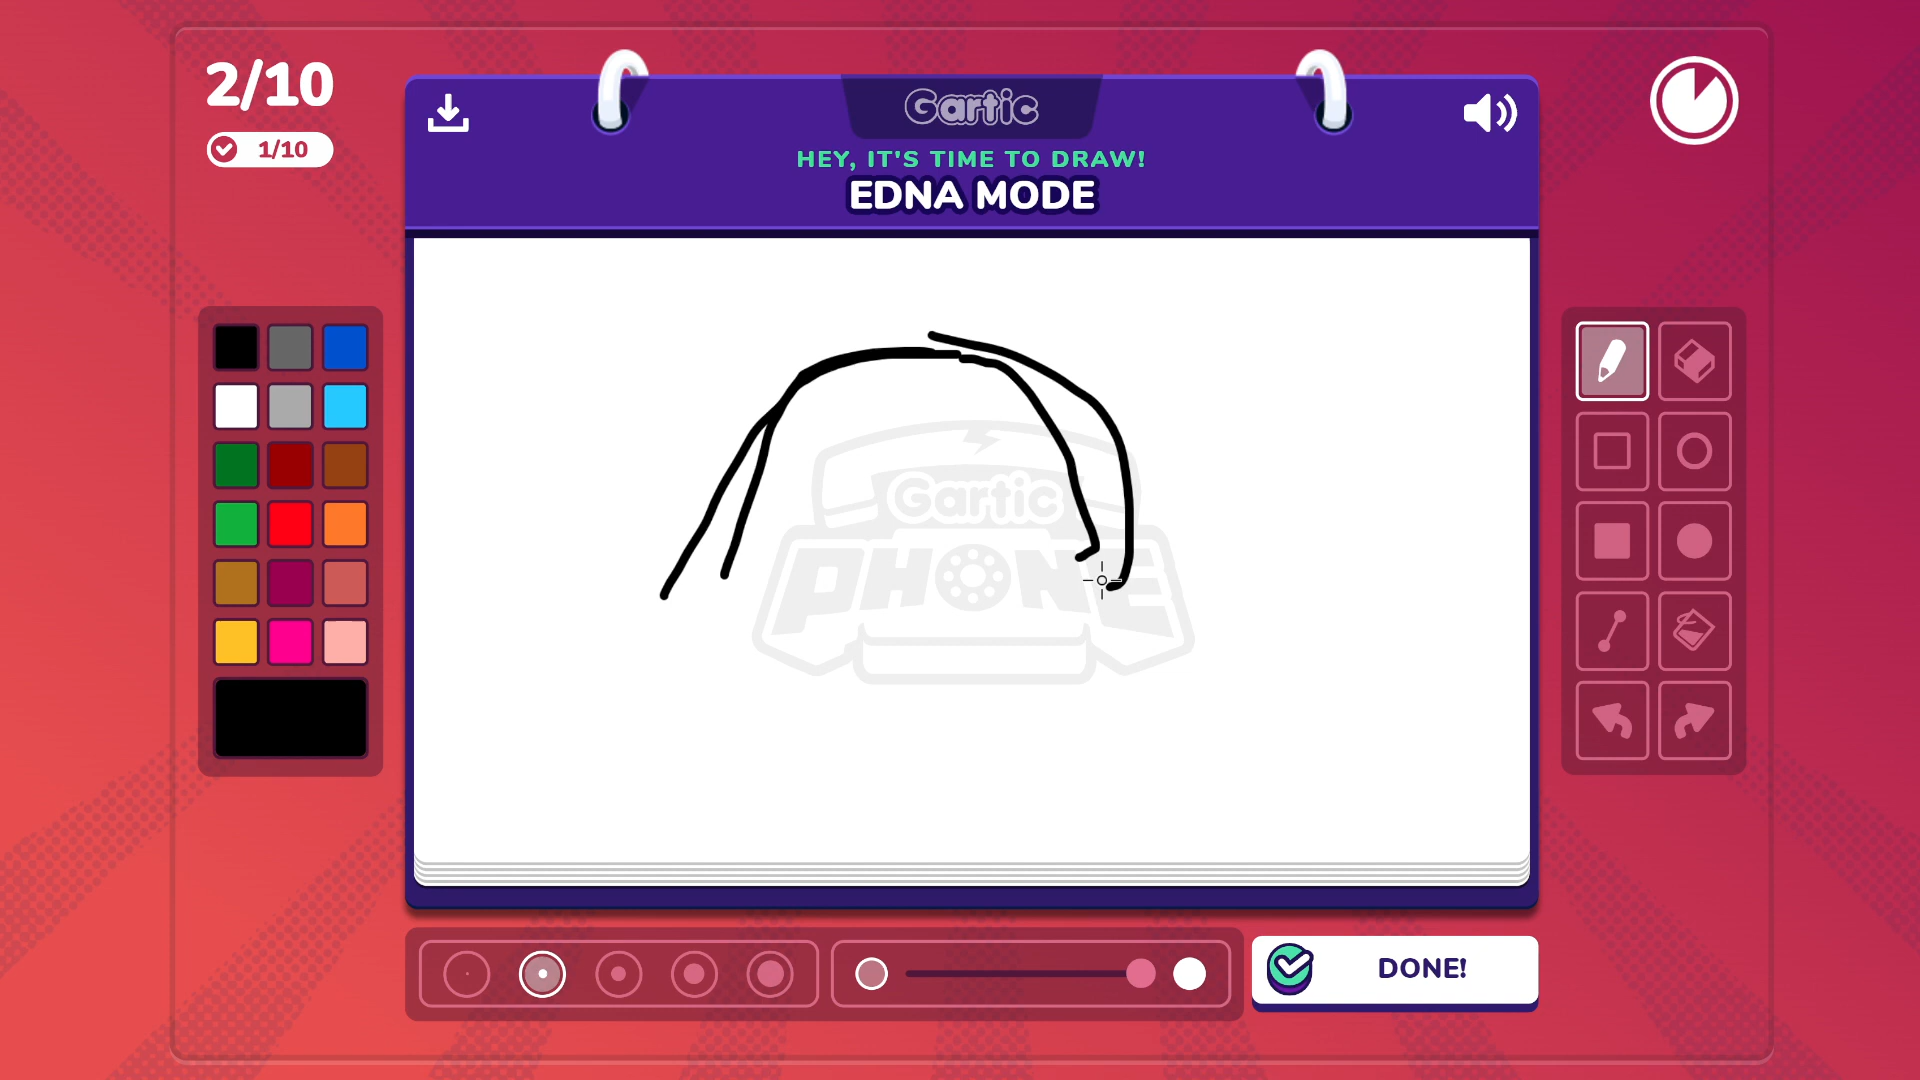 2/10
1/10
Gartic
HEY, IT'S TIME TO DRAW!
EDNA MODE
Gartic
PHONE
DONE!